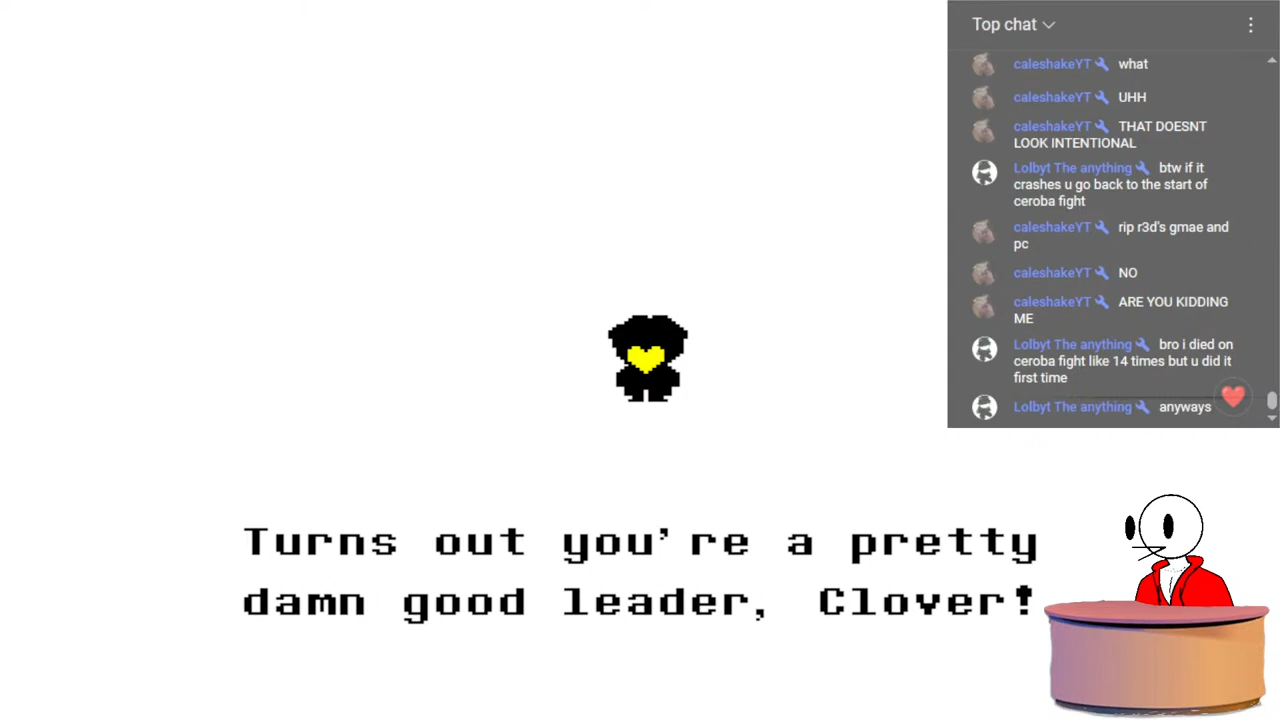 Top chat
caleshakeYT what
caleshakeYT UHH
caleshakeYT THAT DOESNT
LOOK INTENTIONAL
Lolbyt The anything btw if it
crashes u go back to the start of
ceroba fight
caleshakeYT rip r3d's gmae and
pc
caleshakeYT NO
caleshakeYT ARE YOU KIDDING
ME
Lolbyt The anything bro i died on
ceroba fight like 14 times but u did it
first time
Lolbyt The anything anyways
Turns out you're a pretty
damn good leader, Clover!